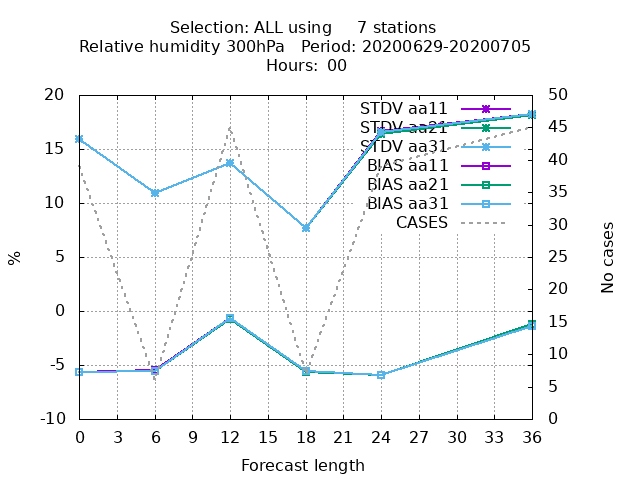 Selection: ALL using     7 stations
Relative humidity 300hPa   Period: 20200629-20200705
Hours: 00
20
15
10
5
0
-5
-10
%
50
45
40
35
30
25
20
15
10
5
0
No cases
STDV aa11
STDV aa21
STDV aa31
BIAS aa11
BIAS aa21
BIAS aa31
CASES
0 3 6 9 12 15 18 21 24 27 30 33 36
Forecast length